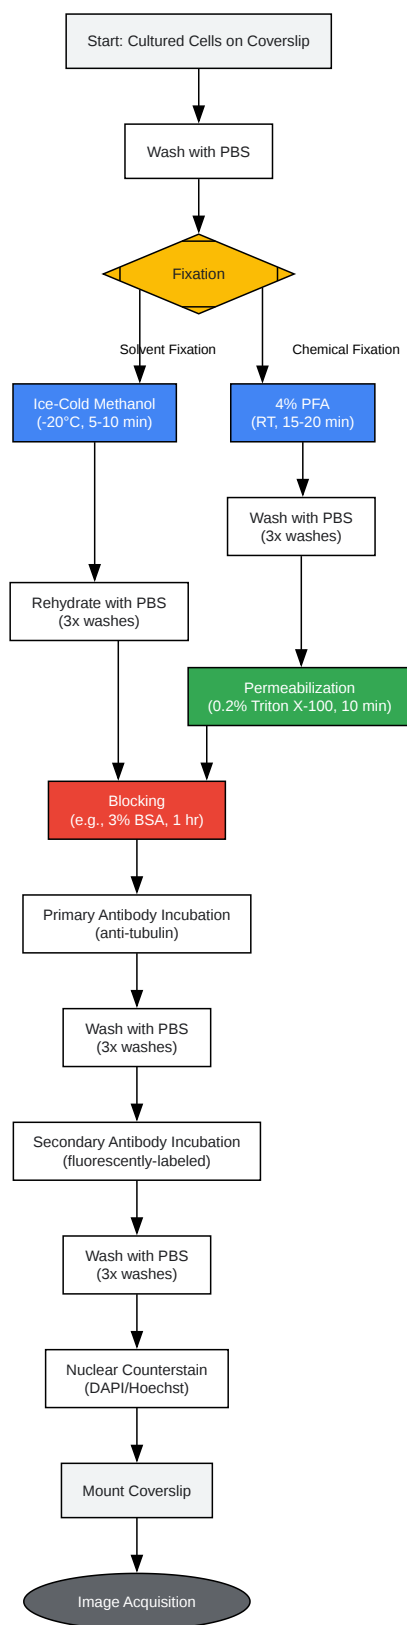 Start: Cultured Cells on Coverslip
Wash with PBS
Fixation
Solvent Fixation
Chemical Fixation
Ice-Cold Methanol
(-20°C, 5-10 min)
4% PFA
(RT, 15-20 min)
Wash with PBS
(3x washes)
Rehydrate with PBS
(3x washes)
Permeabilization
(0.2% Triton X-100, 10 min)
Blocking
(e.g., 3% BSA, 1 hr)
Primary Antibody Incubation
(anti-tubulin)
Wash with PBS
(3x washes)
Secondary Antibody Incubation
(fluorescently-labeled)
Wash with PBS
(3x washes)
Nuclear Counterstain
(DAPI/Hoechst)
Mount Coverslip
Image Acquisition